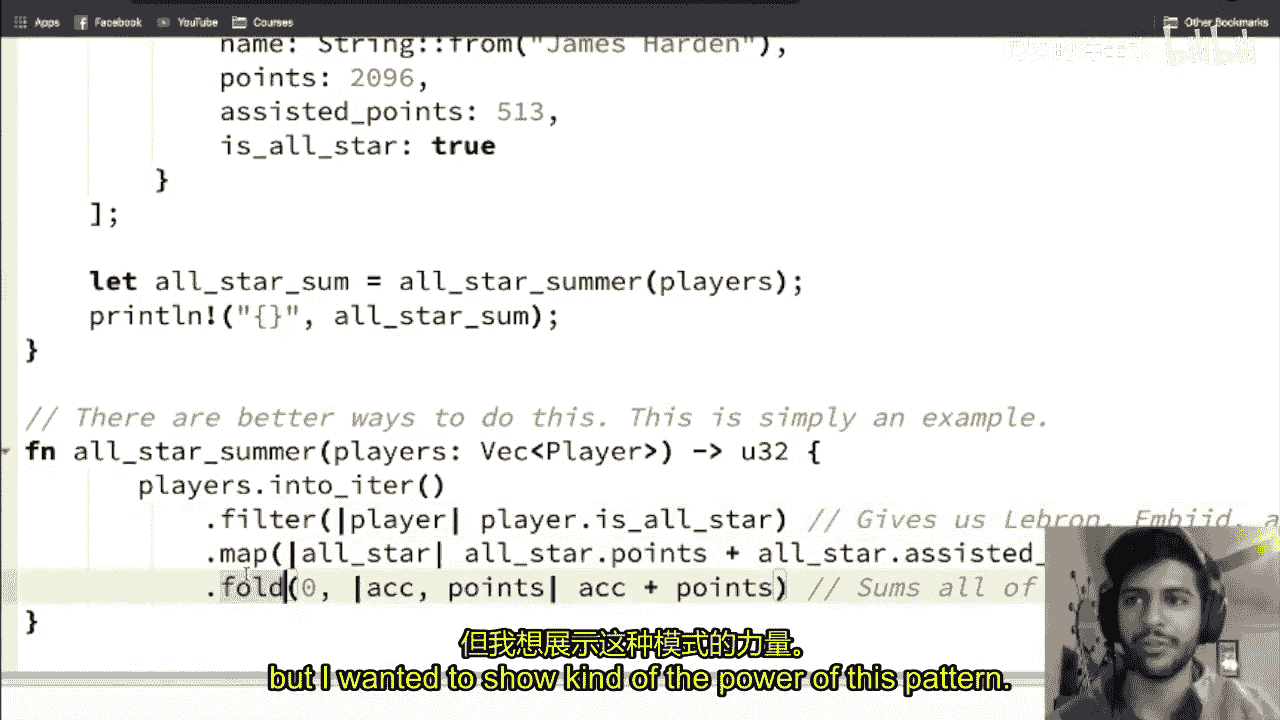 Apps Facebook YouTube Courses Other Bookmarks
name: String::from("James Harden"),
points: 2096,
assisted_points: 513,
is_all_star: true
}
];
let all_star_sum = all_star_summer(players);
println!("{}", all_star_sum);
}
// There are better ways to do this. This is simply an example.
fn all_star_summer(players: Vec<Player>) -> u32 {
players.into_iter()
.filter(|player| player.is_all_star) // Gives us Lebron, Embiid, a
.map(|all_star| all_star.points + all_star.assisted_
.fold(0, |acc, points| acc + points) // Sums all of
}
但我想展示这种模式的力量。
but I wanted to show kind of the power of this pattern.